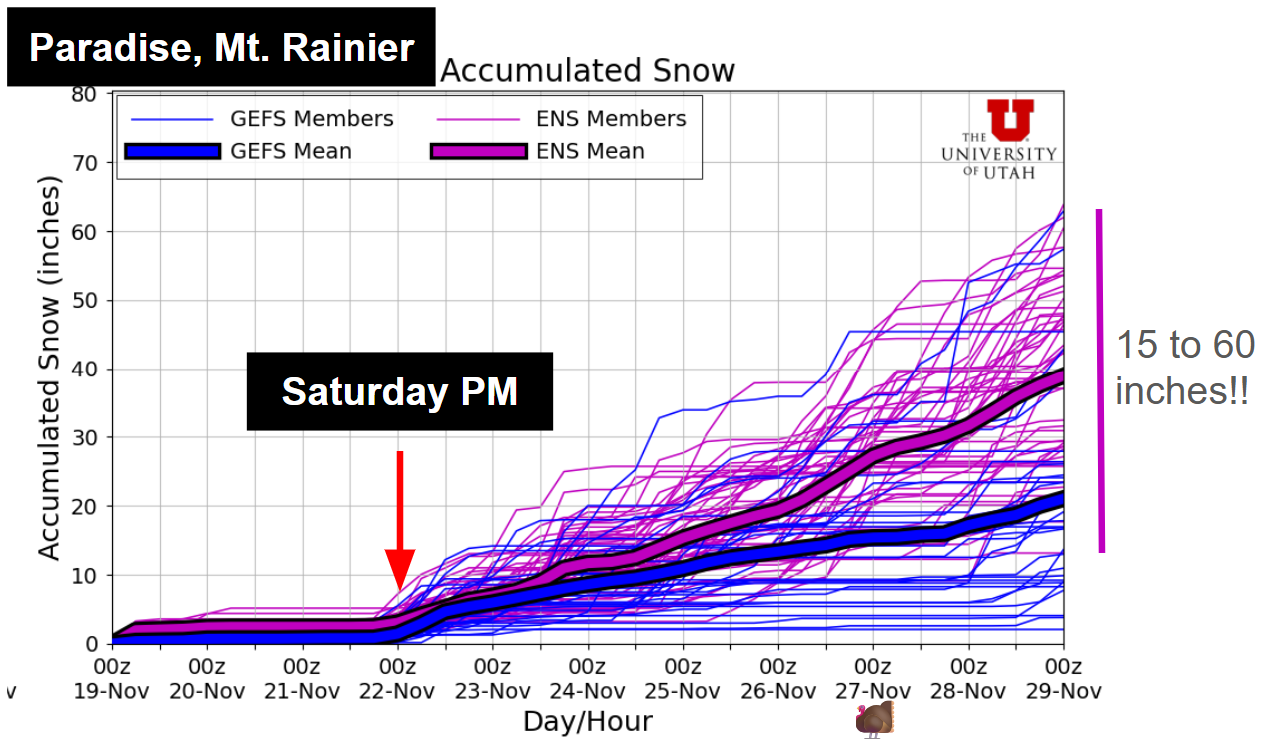 Paradise, Mt. Rainier
Accumulated Snow
GEFS Members
ENS Members
GEFS Mean
ENS Mean
THE
UNIVERSITY
OF UTAH
Accumulated Snow (inches)
80
70
60
50
40
30
20
10
0
Saturday PM
15 to 60
inches!!
00z 00z 00z 00z 00z 00z 00z 00z 00z 00z 00z
v 19-Nov 20-Nov 21-Nov 22-Nov 23-Nov 24-Nov 25-Nov 26-Nov 27-Nov 28-Nov 29-Nov
Day/Hour